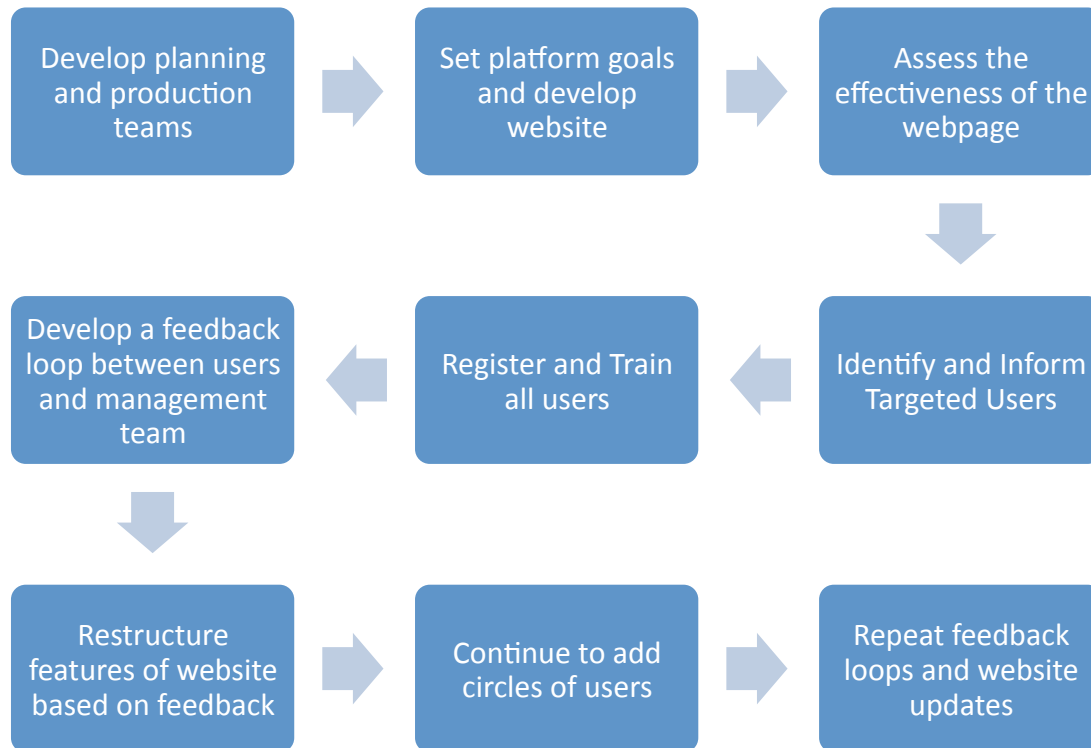 Develop planning
and production
teams
Set platform goals
and develop
website
Assess the
effectiveness of the
webpage
Identify and Inform
Targeted Users
Register and Train
all users
Develop a feedback
loop between users
and management
team
Restructure
features of website
based on feedback
Continue to add
circles of users
Repeat feedback
loops and website
updates